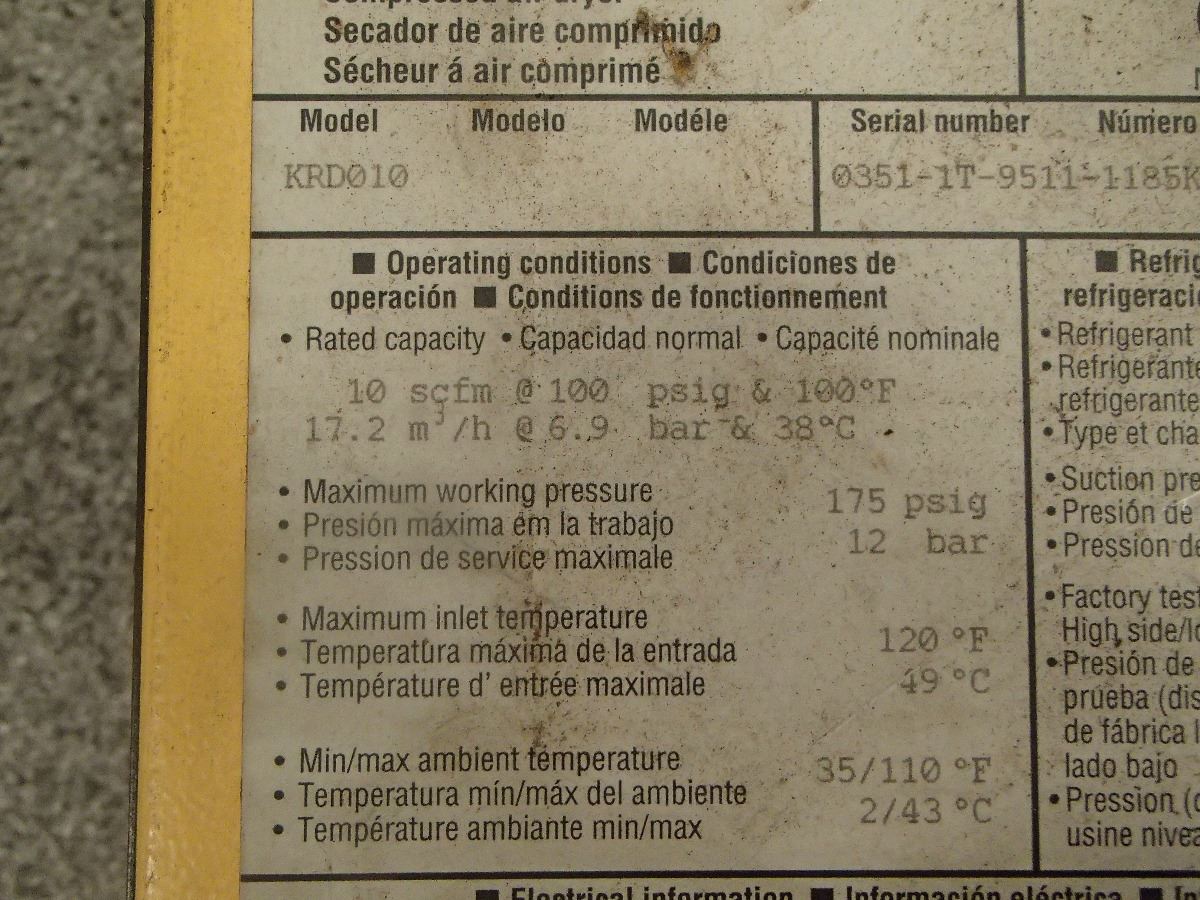 Compressed air dryer
Secador de aire comprimido
Sécheur á air comprimé
Model Modelo Modéle
KRD010
Serial number Número
0351-1T-9511-1185K
■ Operating conditions ■ Condiciones de
operación ■ Conditions de fonctionnement
• Rated capacity • Capacidad normal • Capacité nominale
10 scfm @ 100 psig & 100°F
17.2 m³/h @ 6.9 bar & 38°C
• Maximum working pressure
• Presión máxima em la trabajo
• Pression de service maximale
175 psig
12 bar
• Maximum inlet temperature
• Temperatura máxima de la entrada
• Température d' entrée maximale
120 °F
49 °C
• Min/max ambient temperature
• Temperatura mín/máx del ambiente
• Température ambiante min/max
35/110 °F
2/43 °C
■ Refrig
refrigeració
• Refrigerant
• Refrigerante
refrigerante
• Type et cha
• Suction pre
• Presión de
• Pression de
• Factory test
High side/lo
• Presión de
prueba (dis
de fábrica l
lado bajo
• Pression (d
usine nivea
■ Electrical information ■ Información eléctrica ■ In